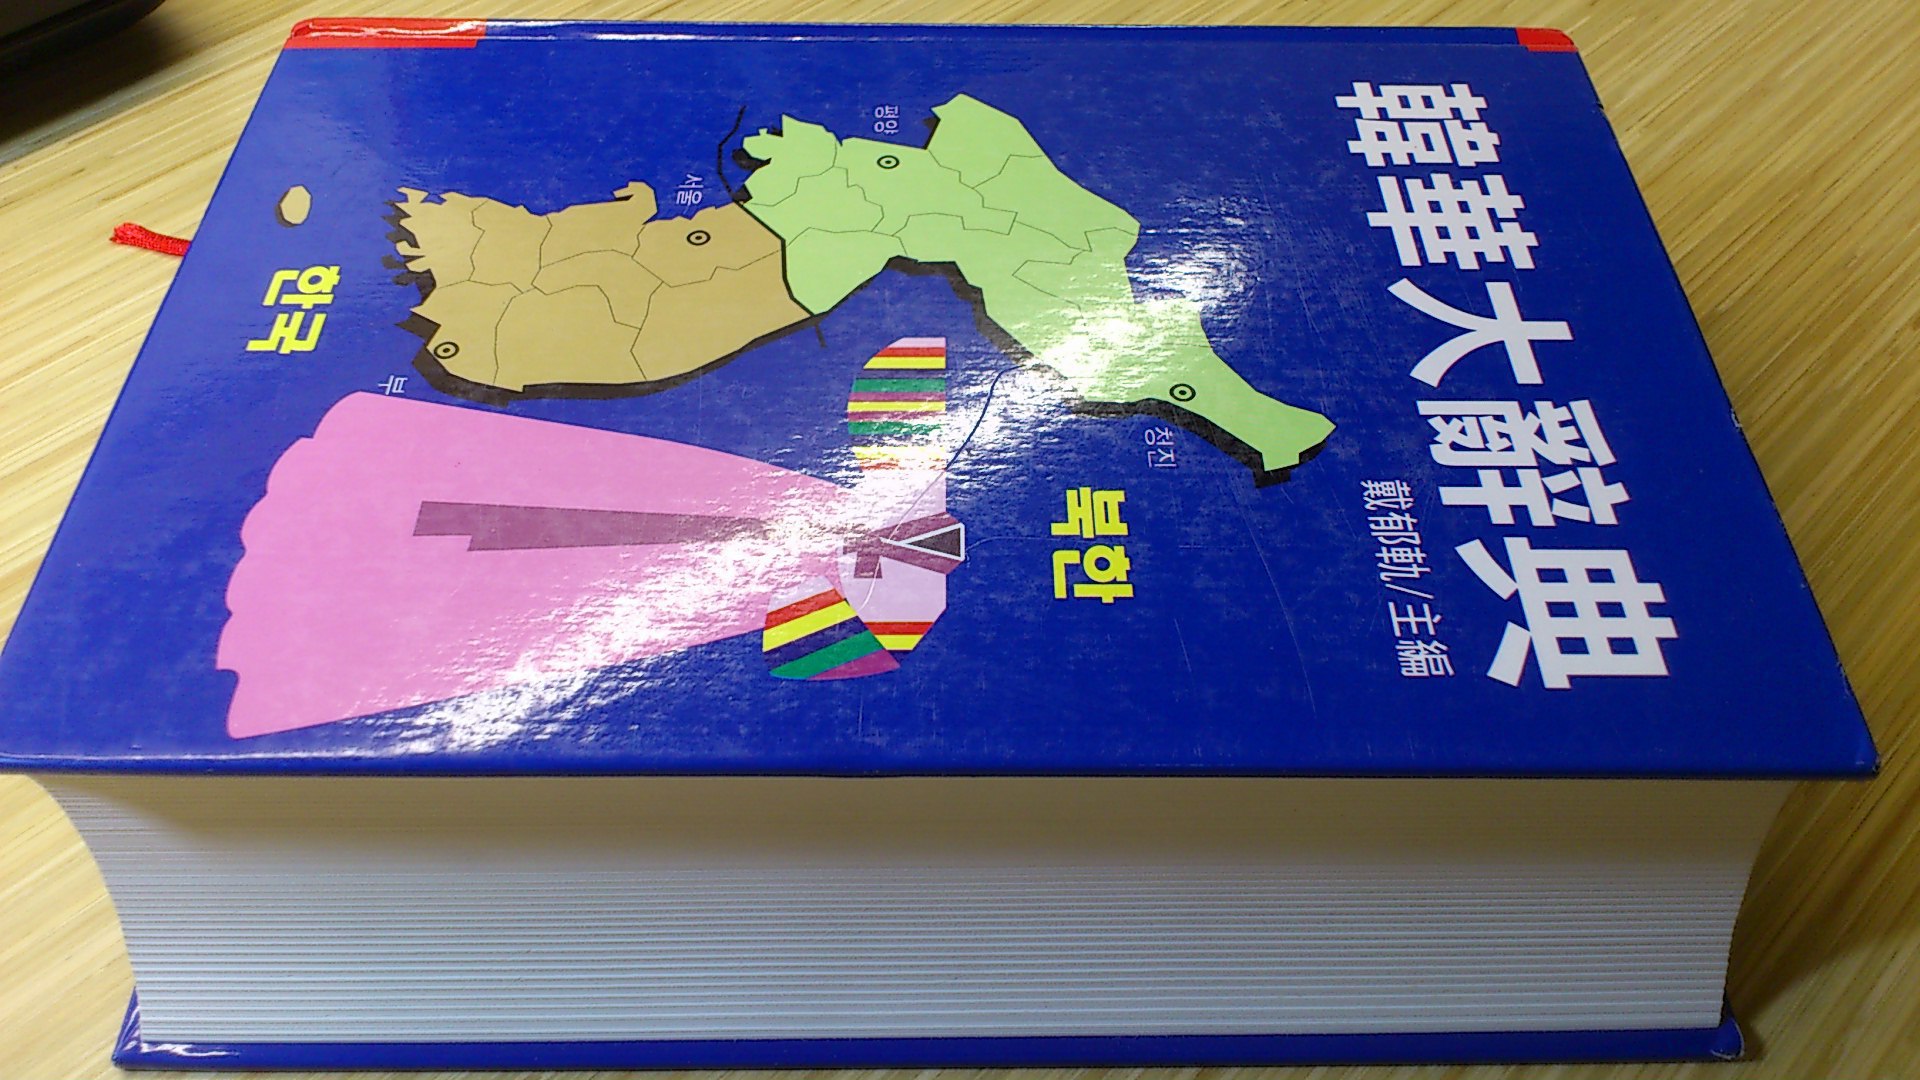 韓華大辭典
戴郁軌/主編
청진
북한
평양
서울
부
한국